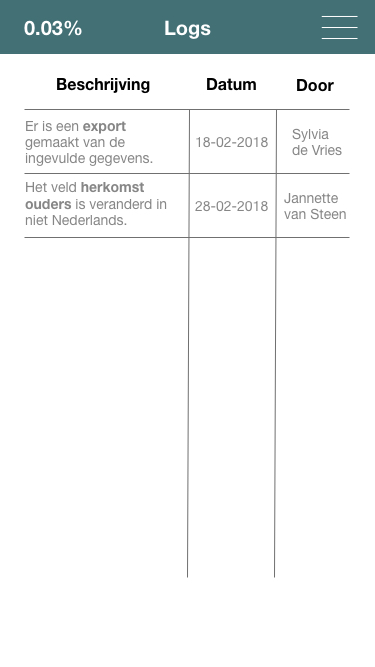 0.03% Logs
Beschrijving Datum Door
Er is een export
gemaakt van de
ingevulde gegevens.
18-02-2018
Sylvia
de Vries
Het veld herkomst
ouders is veranderd in
niet Nederlands.
28-02-2018
Jannette
van Steen